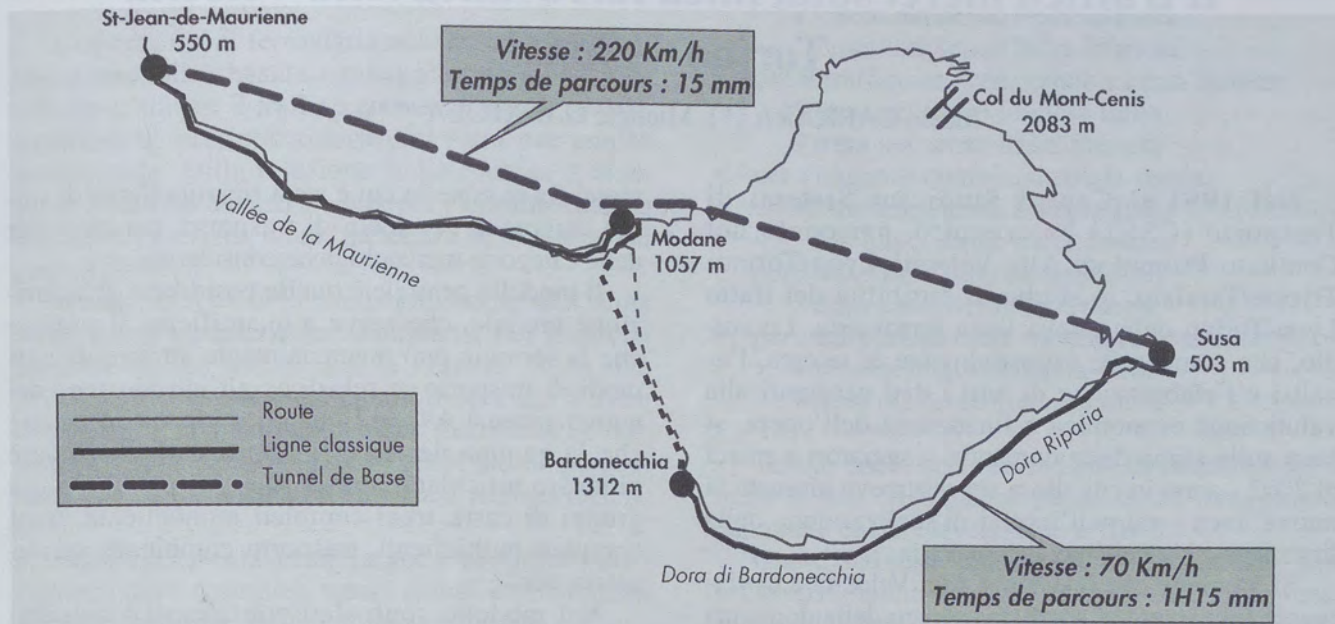 St-Jean-de-Maurienne
550 m
Vitesse : 220 Km/h
Temps de parcours : 15 mm
Col du Mont-Cenis
2083 m
Vallée de la Maurienne
Modane
1057 m
Susa
503 m
Route
Ligne classique
Tunnel de Base
Bardonecchia
1312 m
Dora Riparia
Dora di Bardonecchia
Vitesse : 70 Km/h
Temps de parcours : 1H15 mm